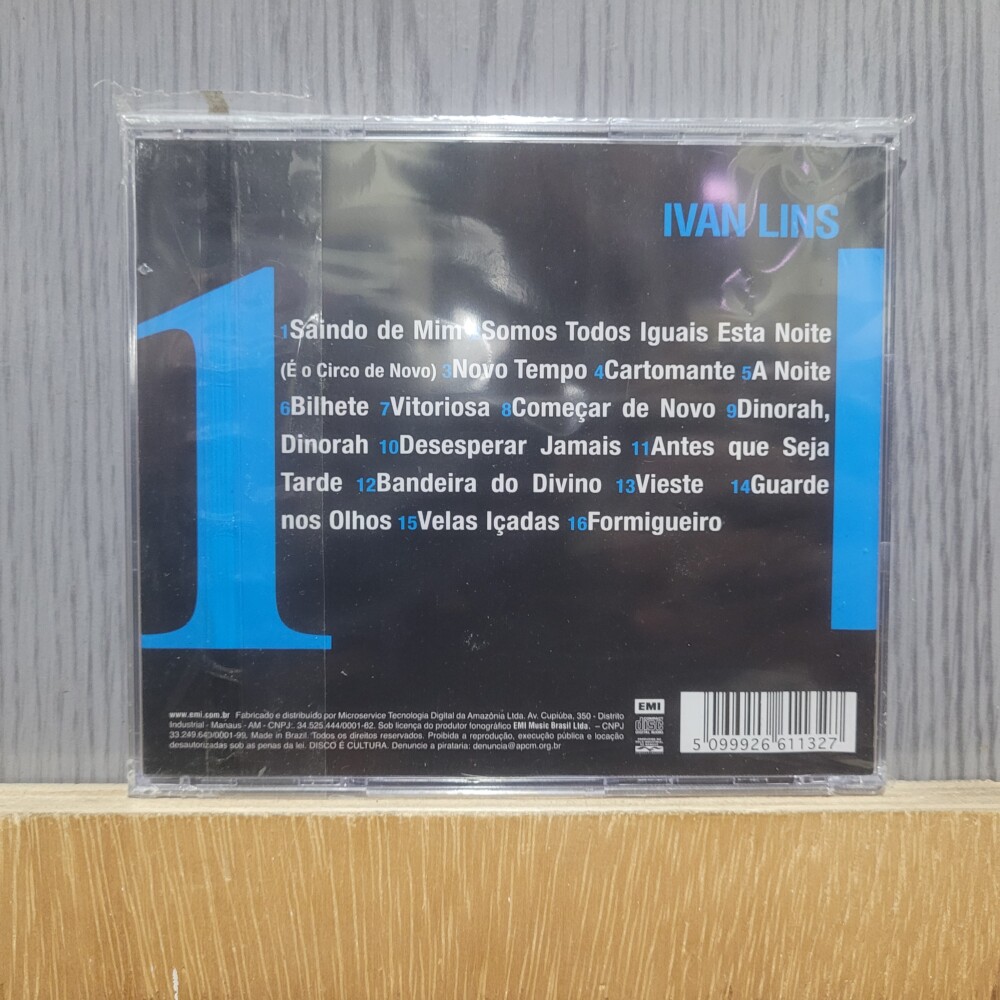 IVAN LINS
1
1Saindo de Mim 2Somos Todos Iguais Esta Noite
(É o Circo de Novo) 3Novo Tempo 4Cartomante 5A Noite
6Bilhete 7Vitoriosa 8Começar de Novo 9Dinorah,
Dinorah 10Desesperar Jamais 11Antes que Seja
Tarde 12Bandeira do Divino 13Vieste 14Guarde
nos Olhos 15Velas Içadas 16Formigueiro
www.emi.com.br Fabricado e distribuído por Microservice Tecnologia Digital da Amazônia Ltda. Av. Cupiúba, 350 - Distrito
Industrial - Manaus - AM - CNPJ:. 34.525.444/0001-62. Sob licença do produtor fonográfico EMI Music Brasil Ltda. – CNPJ
33.249.640/0001-99. Made in Brazil. Todos os direitos reservados. Proibida a reprodução, execução pública e locação
desautorizadas sob as penas da lei. DISCO É CULTURA. Denuncie a pirataria: denuncia@apcm.org.br
EMI
disc
5 099926 611327